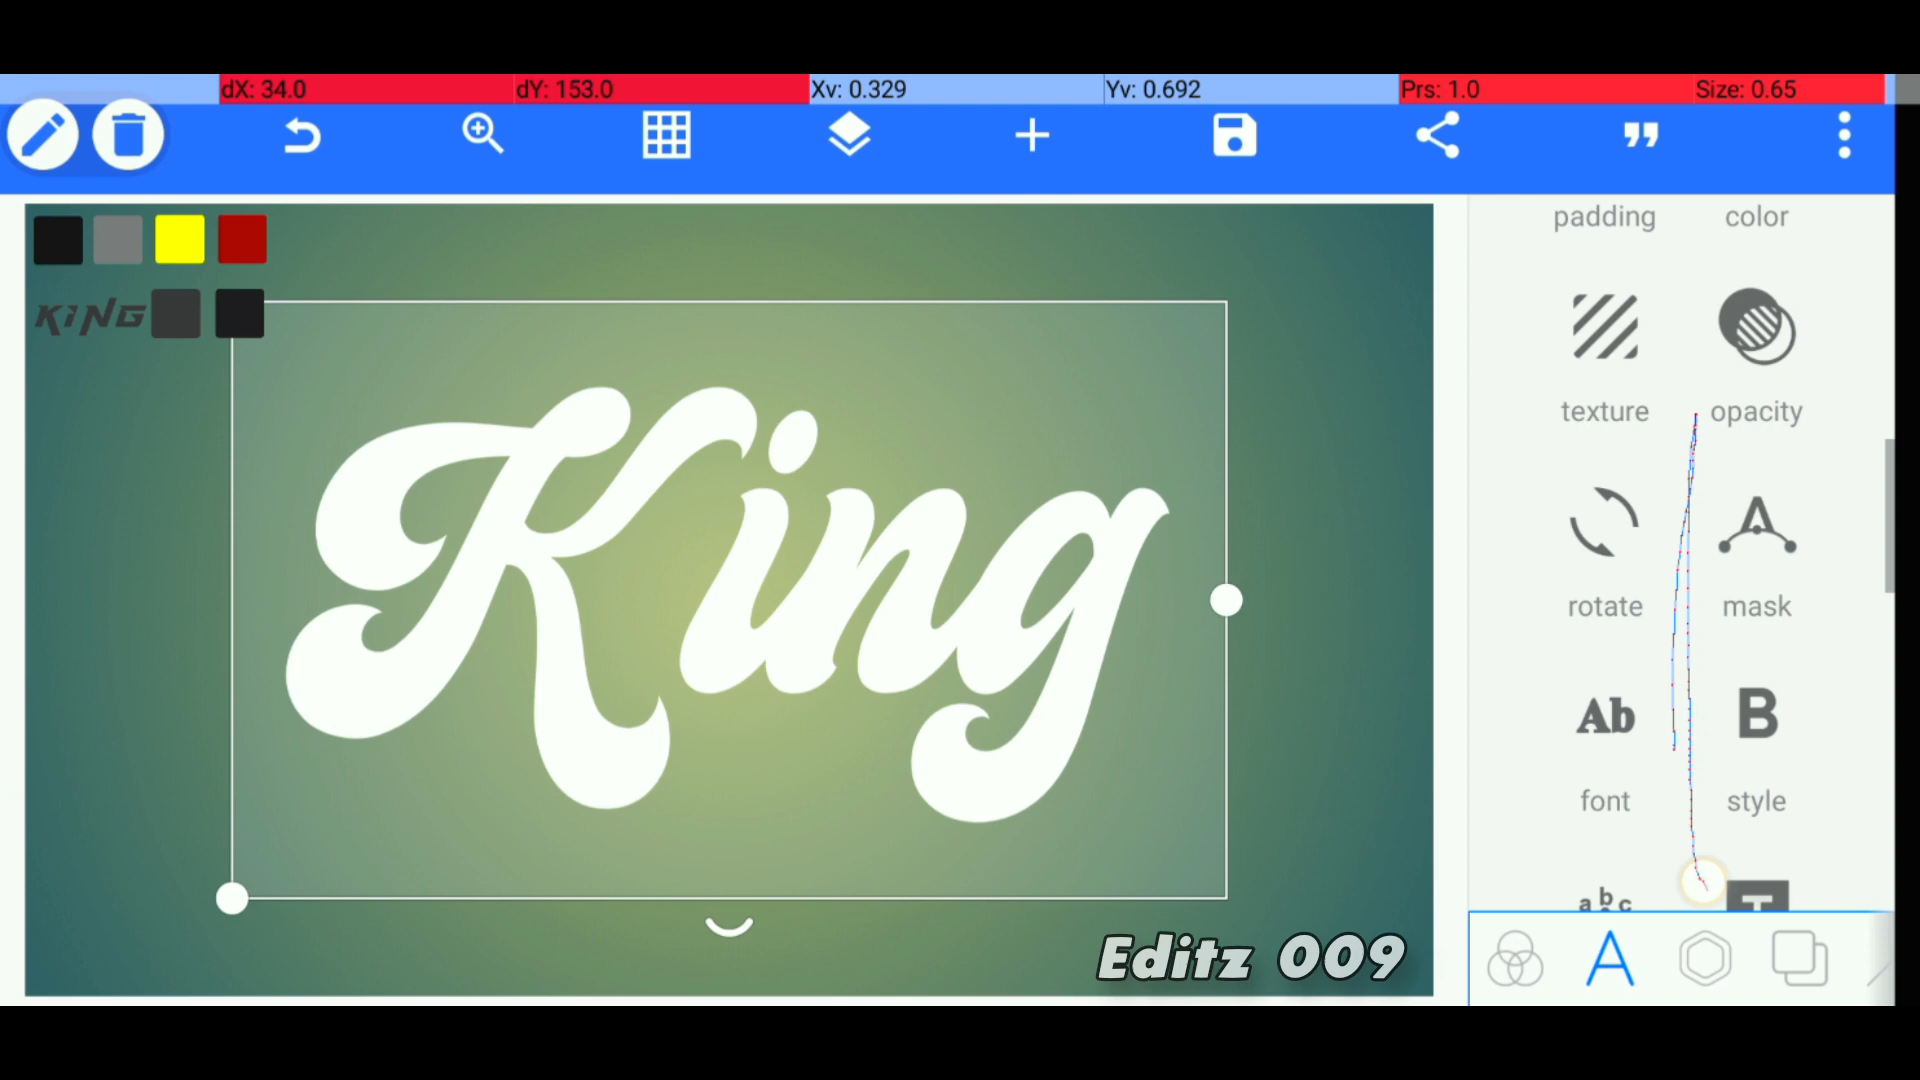 dX: 34.0 dY: 153.0 Xv: 0.329 Yv: 0.692 Prs: 1.0 Size: 0.65
padding color
KING
texture opacity
King
rotate mask
Ab B
font style
a b c T
Editz 009
A